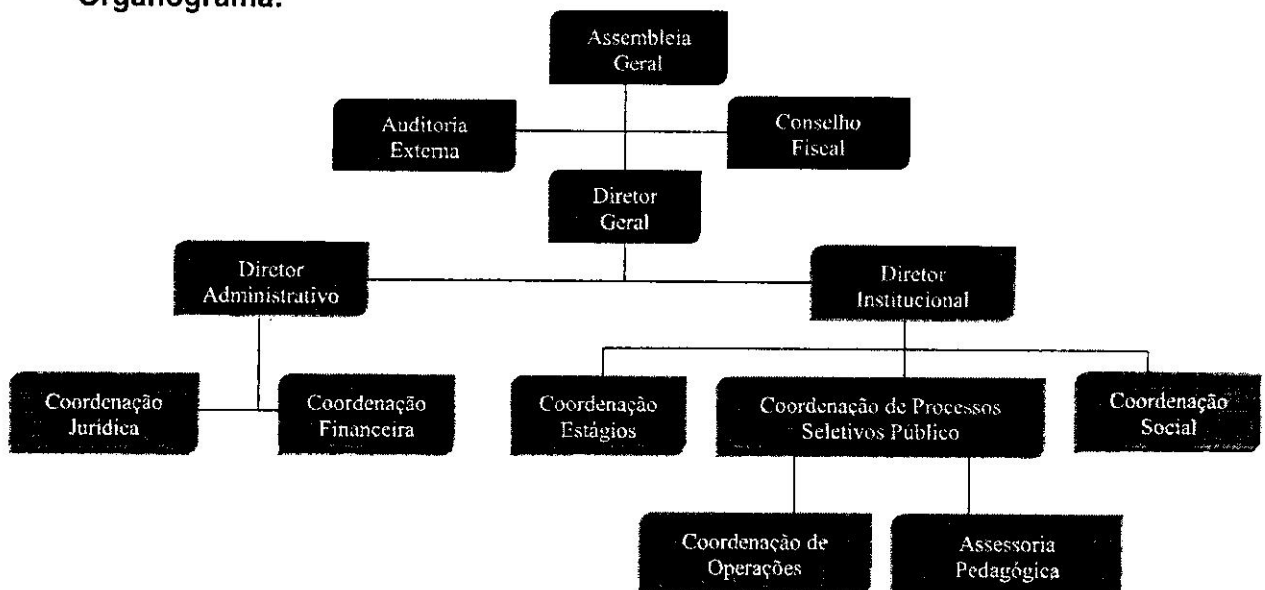 Organograma:
Assembleia
Geral
Auditoria
Externa
Conselho
Fiscal
Diretor
Geral
Diretor
Administrativo
Diretor
Institucional
Coordenação
Jurídica
Coordenação
Financeira
Coordenação
Estágios
Coordenação de Processos
Seletivos Público
Coordenação
Social
Coordenação de
Operações
Assessoria
Pedagógica